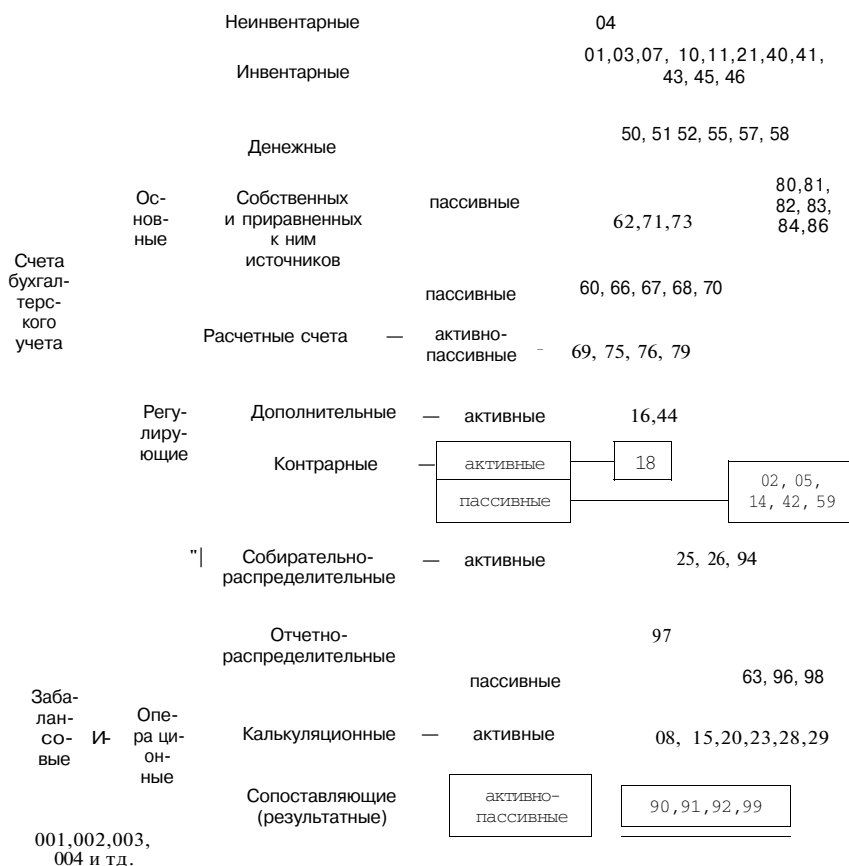 Неинвентарные 04
Инвентарные 01,03,07, 10,11,21,40,41,
43, 45, 46
Денежные 50, 51 52, 55, 57, 58
Счета
бухгал-
терс-
кого
учета
Ос-
нов-
ные
Собственных
и приравненных
к ним
источников
пассивные
62,71,73
80,81,
82, 83,
84,86
пассивные 60, 66, 67, 68, 70
Расчетные счета — активно-
пассивные - 69, 75, 76, 79
Регу-
лиру-
ющие
Дополнительные — активные 16,44
Контрарные — активные 18
пассивные
02, 05,
14, 42, 59
"| Собирательно-
распределительные
— активные 25, 26, 94
Отчетно-
распределительные
97
пассивные 63, 96, 98
Заба-
лан-
со-
вые
И-
Опе-
ра ци-
он-
ные
Калькуляционные — активные 08, 15,20,23,28,29
Сопоставляющие
(результатные)
активно-
пассивные
90,91,92,99
001,002,003,
004 и тд.